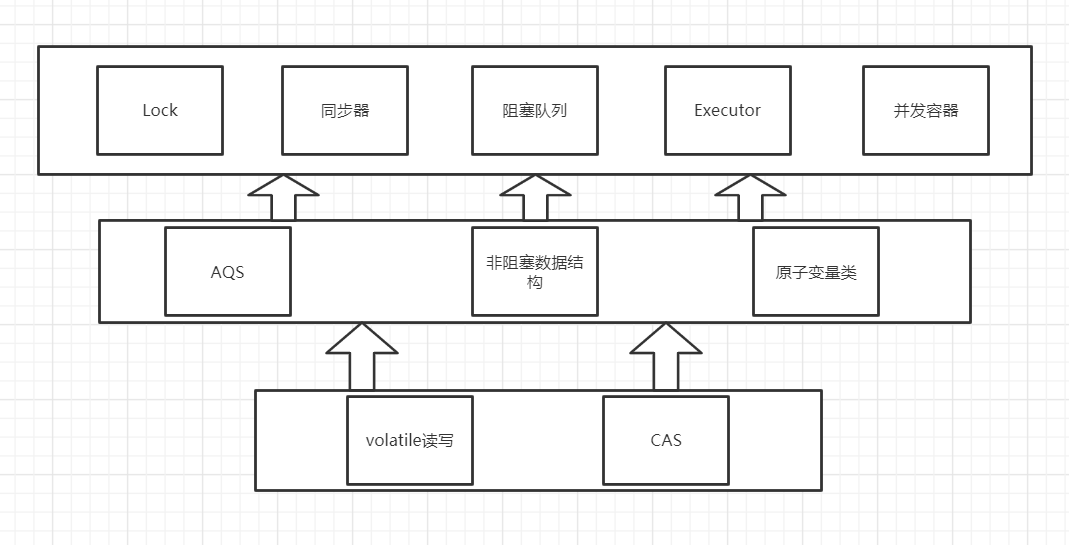 Lock
同步器
阻塞队列
Executor
并发容器
AQS
非阻塞数据结
构
原子变量类
volatile读写
CAS